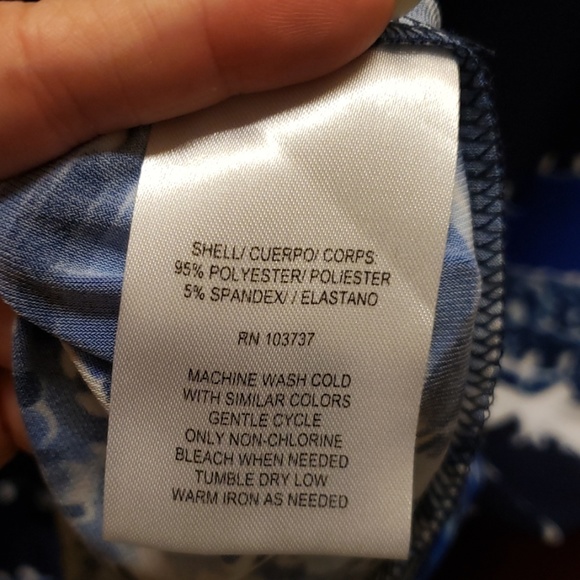 SHELL/ CUERPO/ CORPS:
95% POLYESTER/ POLIESTER
5% SPANDEX/ / ELASTANO
RN 103737
MACHINE WASH COLD
WITH SIMILAR COLORS
GENTLE CYCLE
ONLY NON-CHLORINE
BLEACH WHEN NEEDED
TUMBLE DRY LOW
WARM IRON AS NEEDED